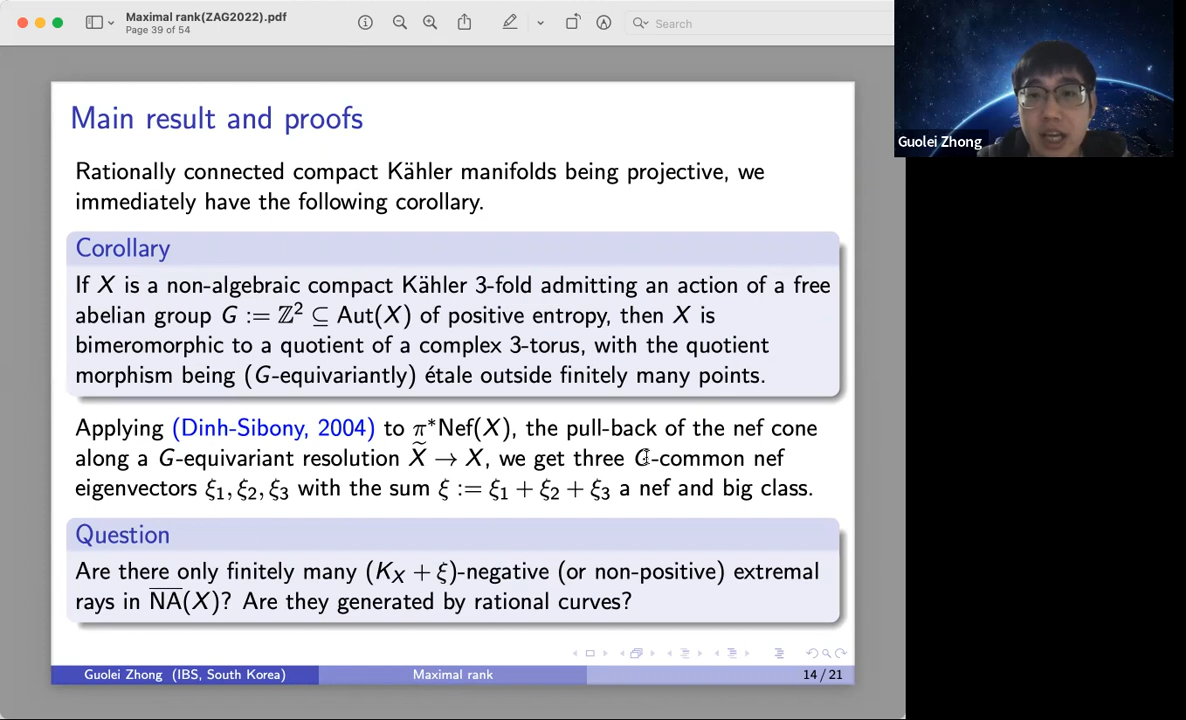 Maximal rank(ZAG2022).pdf
Page 39 of 54
Search
Guolei Zhong
Main result and proofs
Rationally connected compact Kähler manifolds being projective, we
immediately have the following corollary.
Corollary
If X is a non-algebraic compact Kähler 3-fold admitting an action of a free
abelian group G := ℤ² ⊆ Aut(X) of positive entropy, then X is
bimeromorphic to a quotient of a complex 3-torus, with the quotient
morphism being (G-equivariantly) étale outside finitely many points.
Applying (Dinh-Sibony, 2004) to π*Nef(X), the pull-back of the nef cone
along a G-equivariant resolution X̃ → X, we get three G-common nef
eigenvectors ξ₁, ξ₂, ξ₃ with the sum ξ := ξ₁ + ξ₂ + ξ₃ a nef and big class.
Question
Are there only finitely many (K_X + ξ)-negative (or non-positive) extremal
rays in N̅A̅(X)? Are they generated by rational curves?
Guolei Zhong (IBS, South Korea) Maximal rank 14 / 21